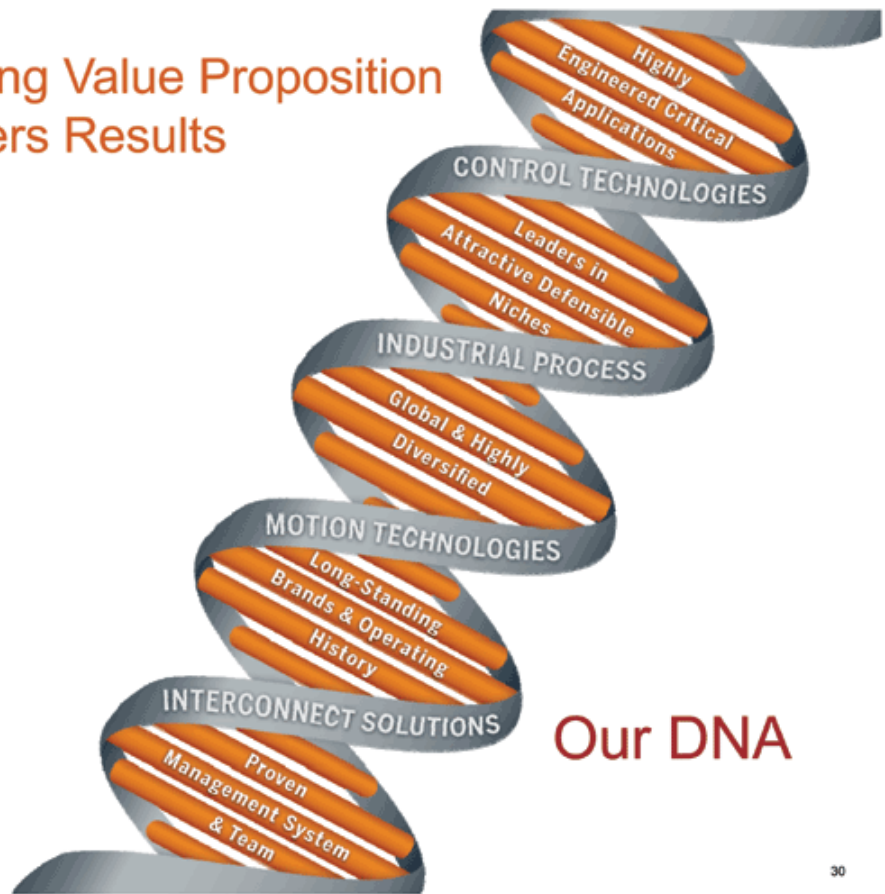 ng Value Proposition
ers Results
Highly
Engineered Critical
Applications
CONTROL TECHNOLOGIES
Leaders in
Attractive Defensible
Niches
INDUSTRIAL PROCESS
Global & Highly
Diversified
MOTION TECHNOLOGIES
Long-Standing
Brands & Operating
History
INTERCONNECT SOLUTIONS
Our DNA
Proven
Management System
& Team
30